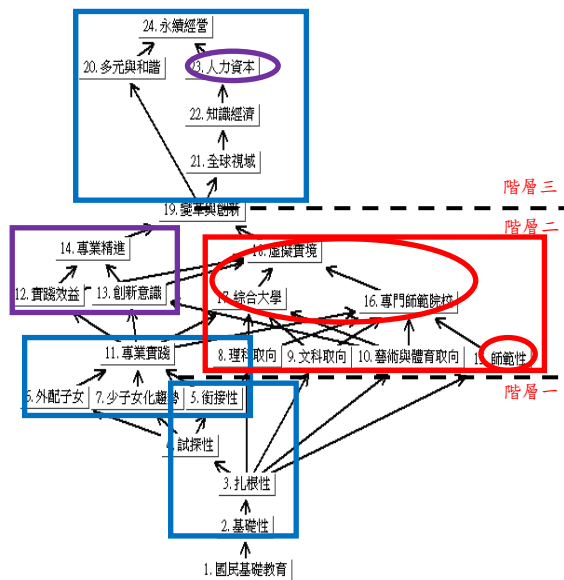 24.永續經營
20.多元與和諧
23.人力資本
22.知識經濟
21.全球視域
階層三
19.變革與創新
階層二
14.專業精進
18.虛擬實境
12.實踐效益
13.創新意識
17.綜合大學
16.專門師範院校
11.專業實踐
8.理科取向
9.文科取向
10.藝術與體育取向
師範性
階層一
6.外配子女
7.少子女化趨勢
5.銜接性
試探性
3.扎根性
2.基礎性
1.國民基礎教育